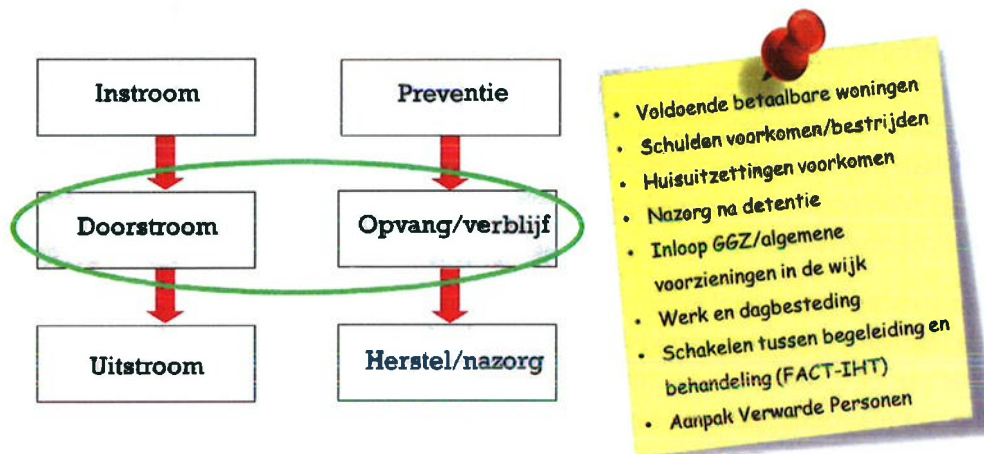 Instroom
Preventie
Doorstroom
Opvang/verblijf
Uitstroom
Herstel/nazorg
• Voldoende betaalbare woningen
• Schulden voorkomen/bestrijden
• Huisuitzettingen voorkomen
• Nazorg na detentie
• Inloop GGZ/algemene
voorzieningen in de wijk
• Werk en dagbesteding
• Schakelen tussen begeleiding en
behandeling (FACT-IHT)
• Aanpak Verwarde Personen